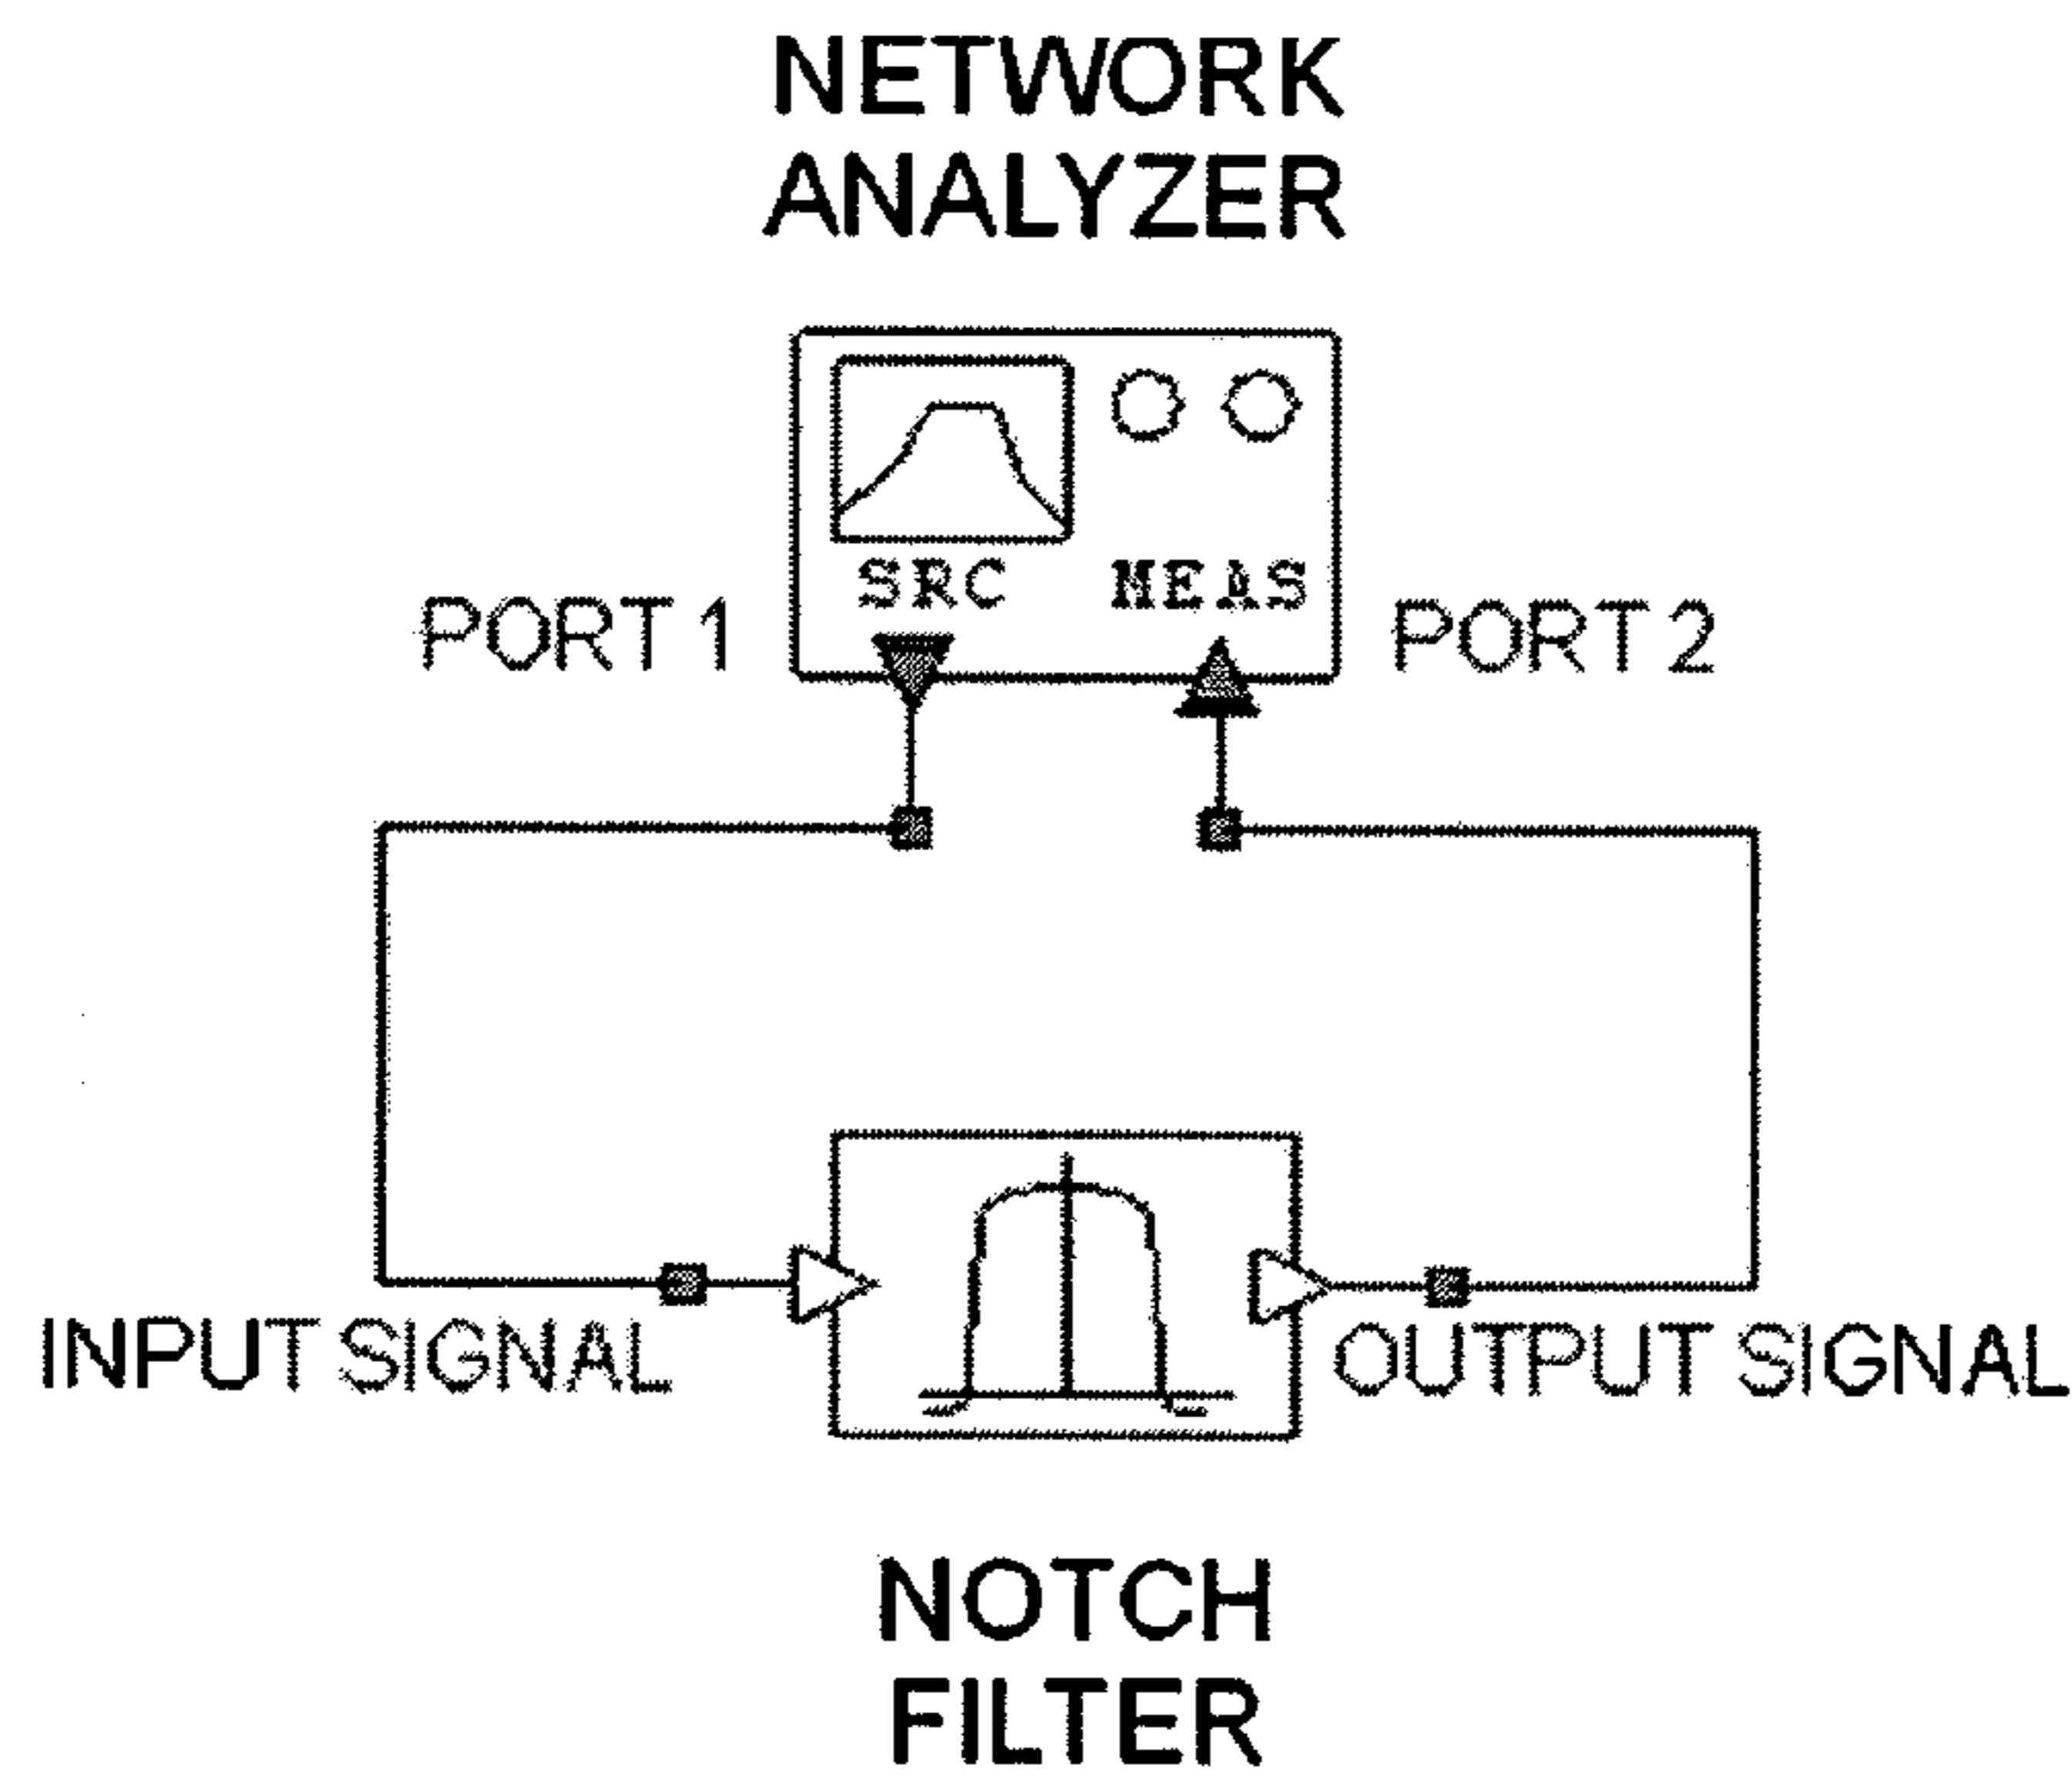 NETWORK
ANALYZER
SRC MEAS
PORT 1 PORT 2
INPUT SIGNAL OUTPUT SIGNAL
NOTCH
FILTER